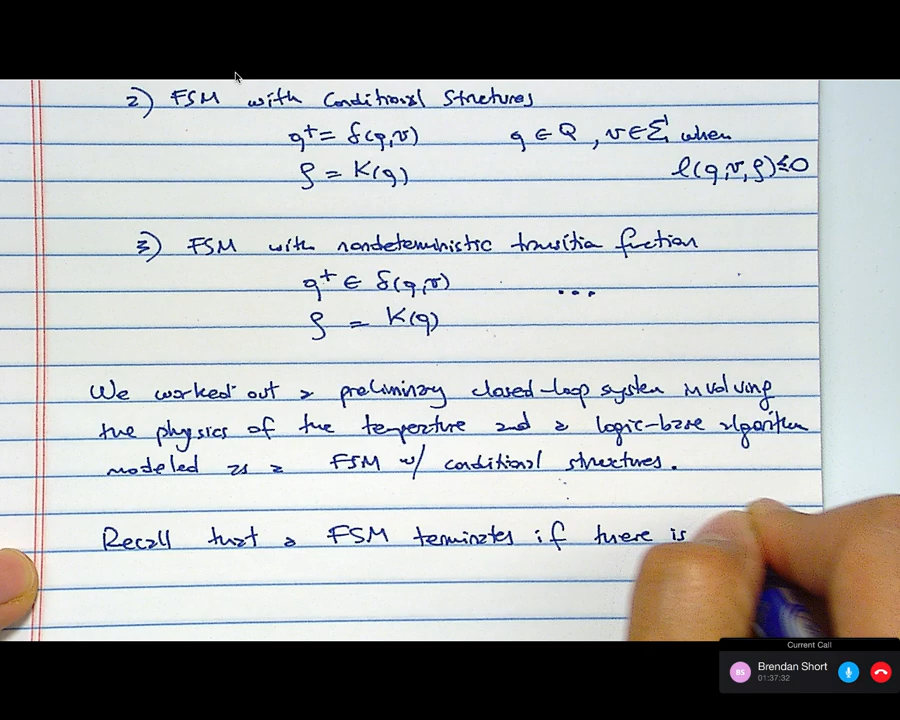 2) FSM with Conditional Structures
q⁺ = δ(q,v) q ∈ Q , v ∈ Σ when
ζ = K(q) l(q,v,ζ) ≤ 0
3) FSM with nondeterministic transition function
q⁺ ∈ δ(q,v) ...
ζ = K(q)
We worked out a preliminary closed-loop system involving
the physics of the temperature and a logic-base algorithm
modeled as a FSM w/ conditional structures.
Recall that a FSM terminates if there is
Current Call
BS Brendan Short
01:37:32